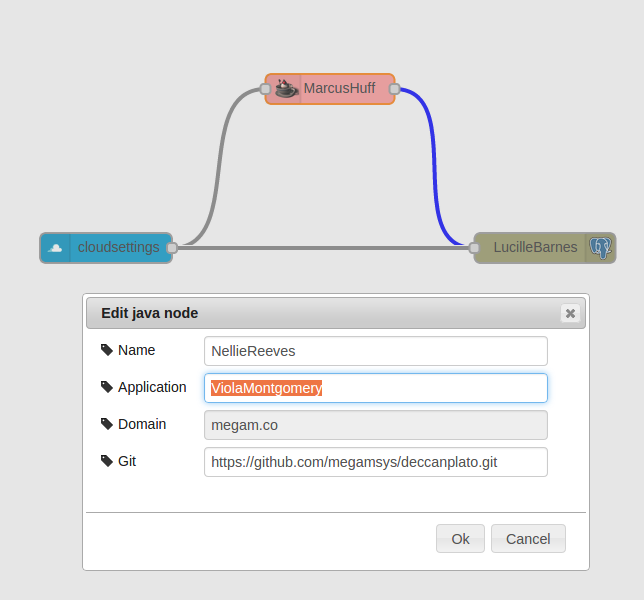 MarcusHuff
cloudsettings
LucilleBarnes
Edit java node
Name NellieReeves
Application ViolaMontgomery
Domain megam.co
Git https://github.com/megamsys/deccanplato.git
Ok Cancel